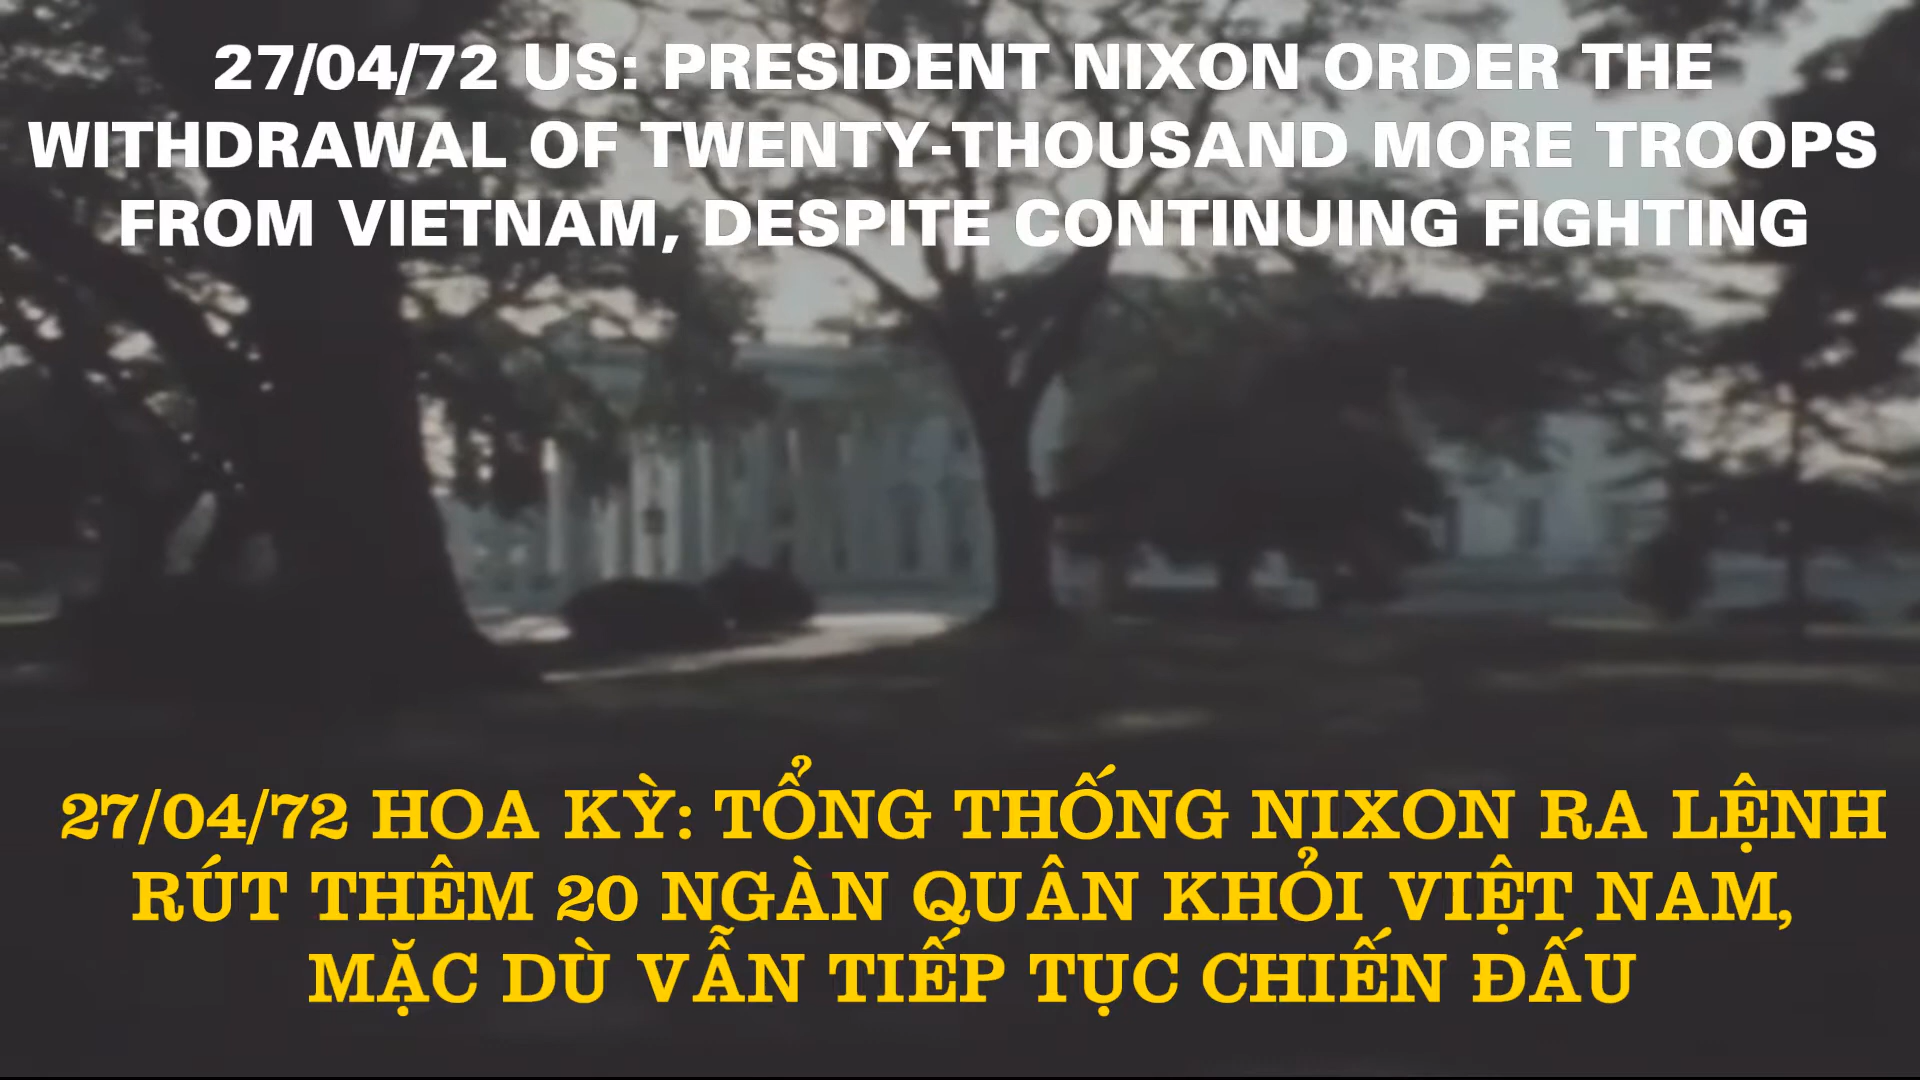 27/04/72 US: PRESIDENT NIXON ORDER THE
WITHDRAWAL OF TWENTY-THOUSAND MORE TROOPS
FROM VIETNAM, DESPITE CONTINUING FIGHTING
27/04/72 HOA KỲ: TỔNG THỐNG NIXON RA LỆNH
RÚT THÊM 20 NGÀN QUÂN KHỎI VIỆT NAM,
MẶC DÙ VẪN TIẾP TỤC CHIẾN ĐẤU